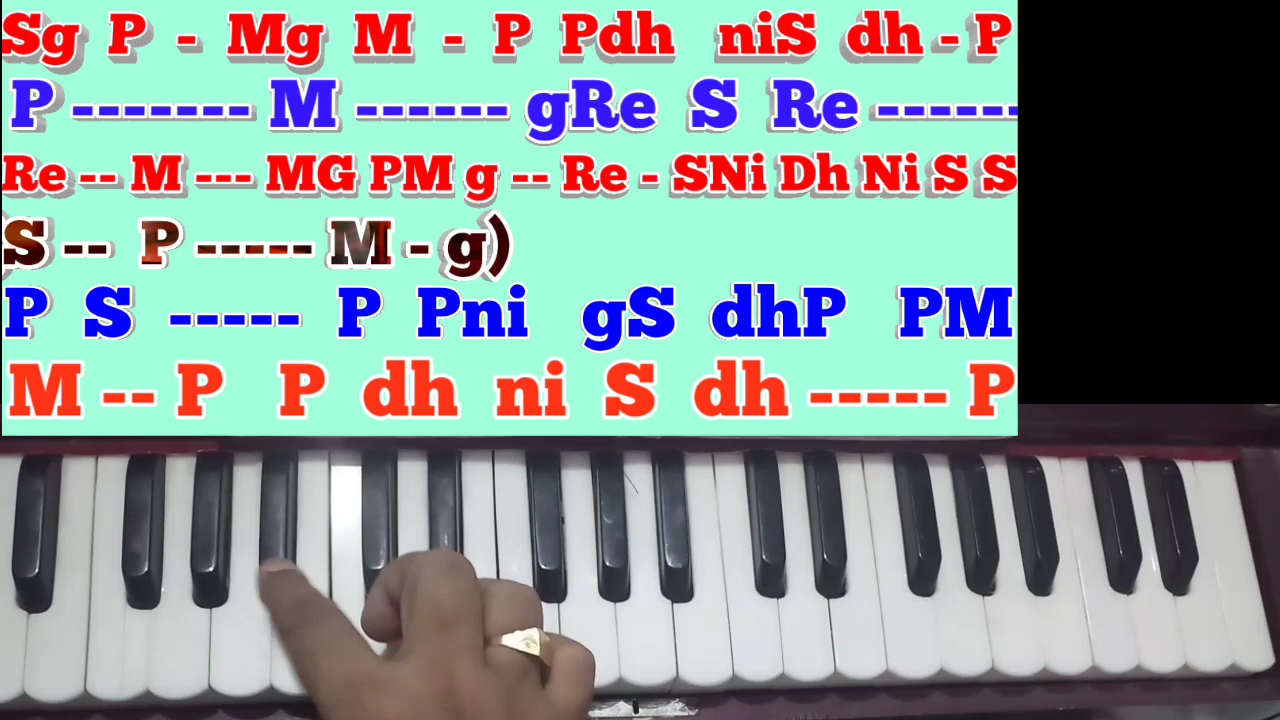 Sg P - Mg M - P Pdh niS dh - P
P ------- M ------ gRe S Re ------
Re -- M --- MG PM g -- Re - SNi Dh Ni S S
S -- P ----- M - g)
P S ----- P Pni gS dhP PM
M -- P P dh ni S dh ----- P